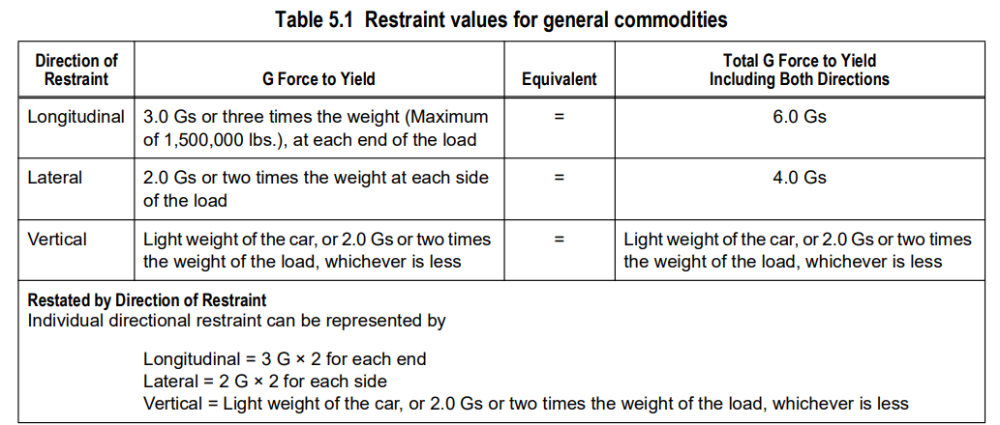 Table 5.1 Restraint values for general commodities
Direction of
Restraint
G Force to Yield
Equivalent
Total G Force to Yield
Including Both Directions
Longitudinal
3.0 Gs or three times the weight (Maximum
of 1,500,000 lbs.), at each end of the load
=
6.0 Gs
Lateral
2.0 Gs or two times the weight at each side
of the load
=
4.0 Gs
Vertical
Light weight of the car, or 2.0 Gs or two times
the weight of the load, whichever is less
=
Light weight of the car, or 2.0 Gs or two times
the weight of the load, whichever is less
Restated by Direction of Restraint
Individual directional restraint can be represented by
Longitudinal = 3 G × 2 for each end
Lateral = 2 G × 2 for each side
Vertical = Light weight of the car, or 2.0 Gs or two times the weight of the load, whichever is less